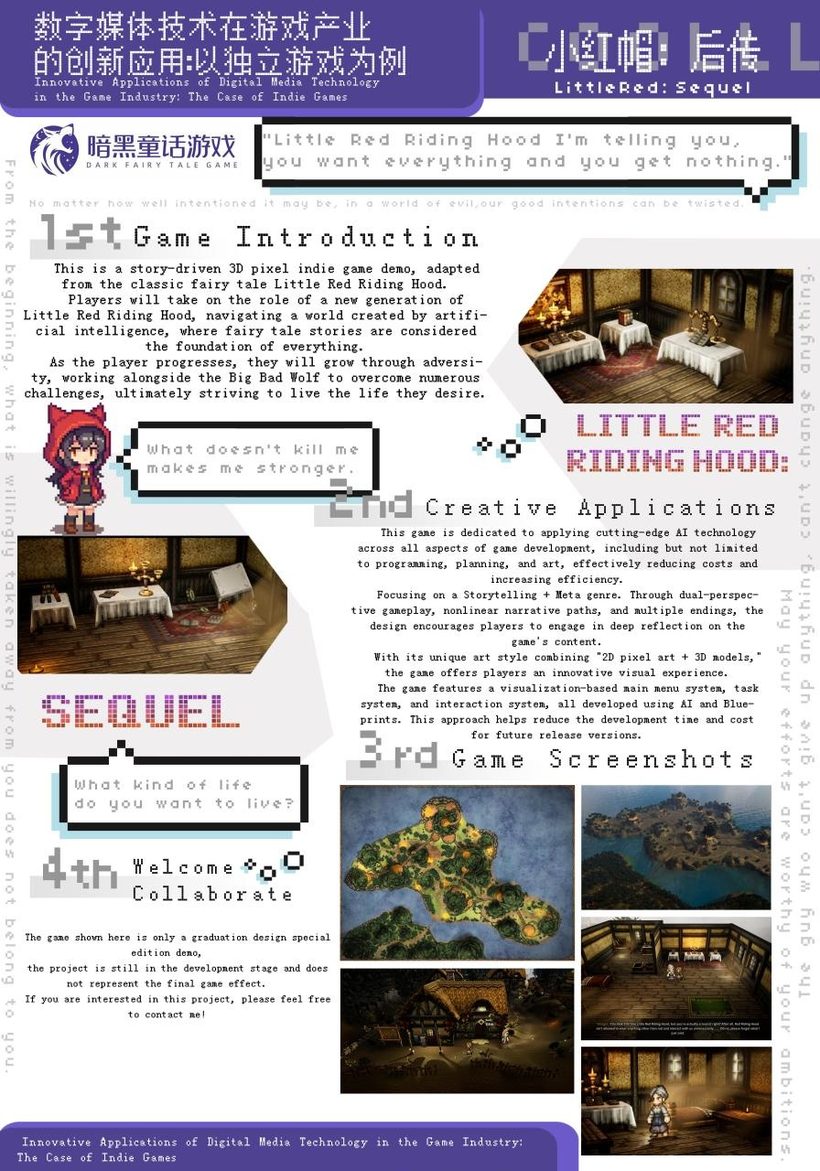 数字媒体技术在游戏产业
的创新应用:以独立游戏为例
Innovative Applications of Digital Media Technology
in the Game Industry: The Case of Indie Games
小红帽: 后传
LittleRed: Sequel
暗黑童话游戏
DARK FAIRY TALE GAME
"Little Red Riding Hood I'm telling you,
you want everything and you get nothing."
No matter how well intentioned it may be, in a world of evil,our good intentions can be twisted.
From the beginning, what is willingly taken away from you does not belong to you.
1st Game Introduction
This is a story-driven 3D pixel indie game demo, adapted
from the classic fairy tale Little Red Riding Hood.
Players will take on the role of a new generation of
Little Red Riding Hood, navigating a world created by artifi-
cial intelligence, where fairy tale stories are considered
the foundation of everything.
As the player progresses, they will grow through adversi-
ty, working alongside the Big Bad Wolf to overcome numerous
challenges, ultimately striving to live the life they desire.
What doesn't kill me
makes me stronger.
LITTLE RED
RIDING HOOD:
2nd Creative Applications
This game is dedicated to applying cutting-edge AI technology
across all aspects of game development, including but not limited
to programming, planning, and art, effectively reducing costs and
increasing efficiency.
Focusing on a Storytelling + Meta genre. Through dual-perspec-
tive gameplay, nonlinear narrative paths, and multiple endings, the
design encourages players to engage in deep reflection on the
game's content.
With its unique art style combining "2D pixel art + 3D models,"
the game offers players an innovative visual experience.
The game features a visualization-based main menu system, task
system, and interaction system, all developed using AI and Blue-
prints. This approach helps reduce the development time and cost
for future release versions.
SEQUEL
What kind of life
do you want to live?
3rd Game Screenshots
4th Welcome
Collaborate
The game shown here is only a graduation design special
edition demo,
the project is still in the development stage and does
not represent the final game effect.
If you are interested in this project, please feel free
to contact me!
The guy who can't give up anything, can't change anything.
May your efforts are worthy of your ambitions.
Innovative Applications of Digital Media Technology in the Game Industry:
The Case of Indie Games